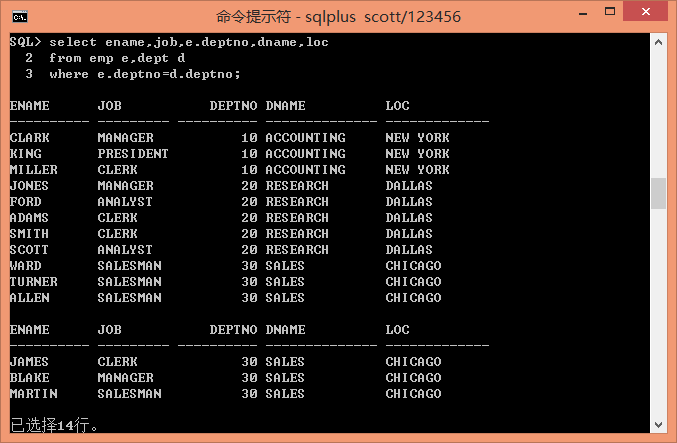 命令提示符 - sqlplus scott/123456
SQL> select ename,job,e.deptno,dname,loc
  2  from emp e,dept d
  3  where e.deptno=d.deptno;
ENAME      JOB           DEPTNO DNAME          LOC
---------- --------- ---------- -------------- -------------
CLARK      MANAGER           10 ACCOUNTING     NEW YORK
KING       PRESIDENT         10 ACCOUNTING     NEW YORK
MILLER     CLERK             10 ACCOUNTING     NEW YORK
JONES      MANAGER           20 RESEARCH       DALLAS
FORD       ANALYST           20 RESEARCH       DALLAS
ADAMS      CLERK             20 RESEARCH       DALLAS
SMITH      CLERK             20 RESEARCH       DALLAS
SCOTT      ANALYST           20 RESEARCH       DALLAS
WARD       SALESMAN          30 SALES          CHICAGO
TURNER     SALESMAN          30 SALES          CHICAGO
ALLEN      SALESMAN          30 SALES          CHICAGO
ENAME      JOB           DEPTNO DNAME          LOC
---------- --------- ---------- -------------- -------------
JAMES      CLERK             30 SALES          CHICAGO
BLAKE      MANAGER           30 SALES          CHICAGO
MARTIN     SALESMAN          30 SALES          CHICAGO
已选择14行。